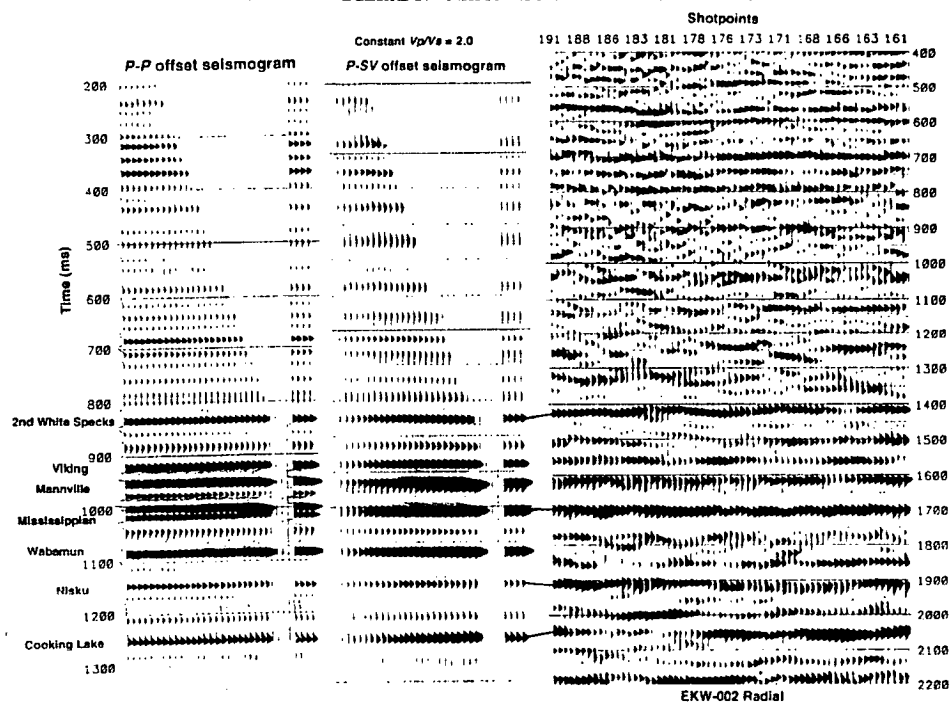 Shotpoints
Constant Vp/Vs = 2.0
191 188 186 183 181 178 176 173 171 168 166 163 161
P-P offset seismogram
P-SV offset seismogram
Time (ms)
200
300
400
500
600
700
800
900
1000
1100
1200
1300
2nd White Specks
Viking
Mannville
Mississippian
Wabamun
Nisku
Cooking Lake
400
500
600
700
800
900
1000
1100
1200
1300
1400
1500
1600
1700
1800
1900
2000
2100
2200
EKW-002 Radial